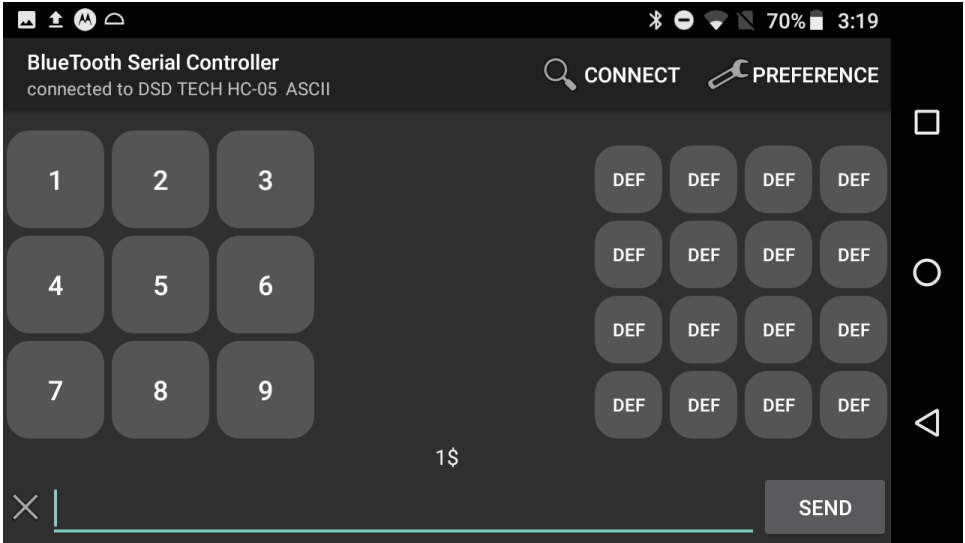 70% 3:19
BlueTooth Serial Controller
connected to DSD TECH HC-05 ASCII
CONNECT
PREFERENCE
1 2 3
DEF DEF DEF DEF
4 5 6
DEF DEF DEF DEF
DEF DEF DEF DEF
7 8 9
DEF DEF DEF DEF
1$
SEND